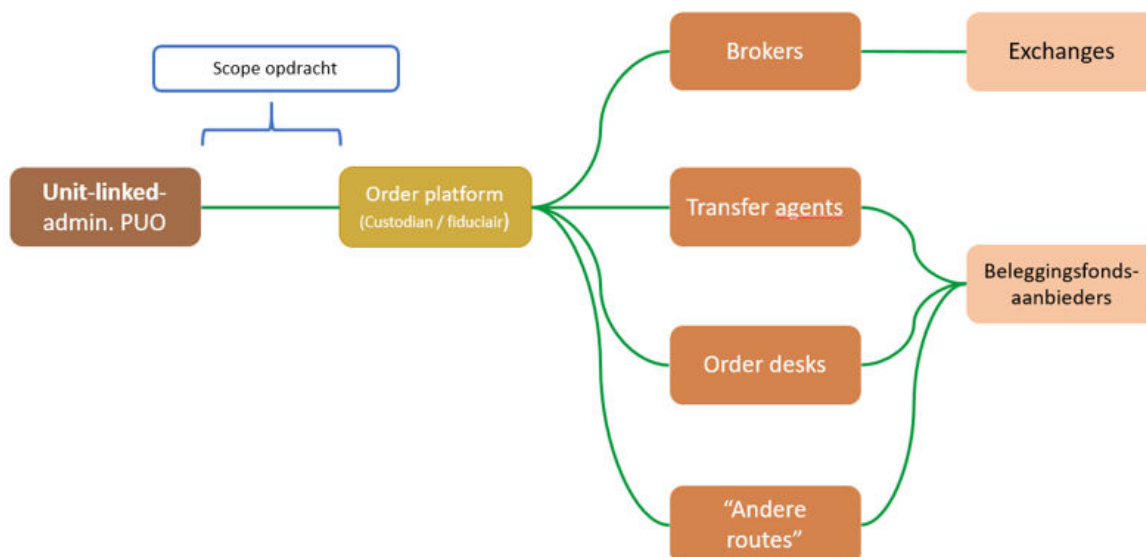 Scope opdracht
Unit-linked-
admin. PUO
Order platform
(Custodian / fiduciair)
Brokers
Exchanges
Transfer agents
Beleggingsfonds-
aanbieders
Order desks
“Andere
routes”